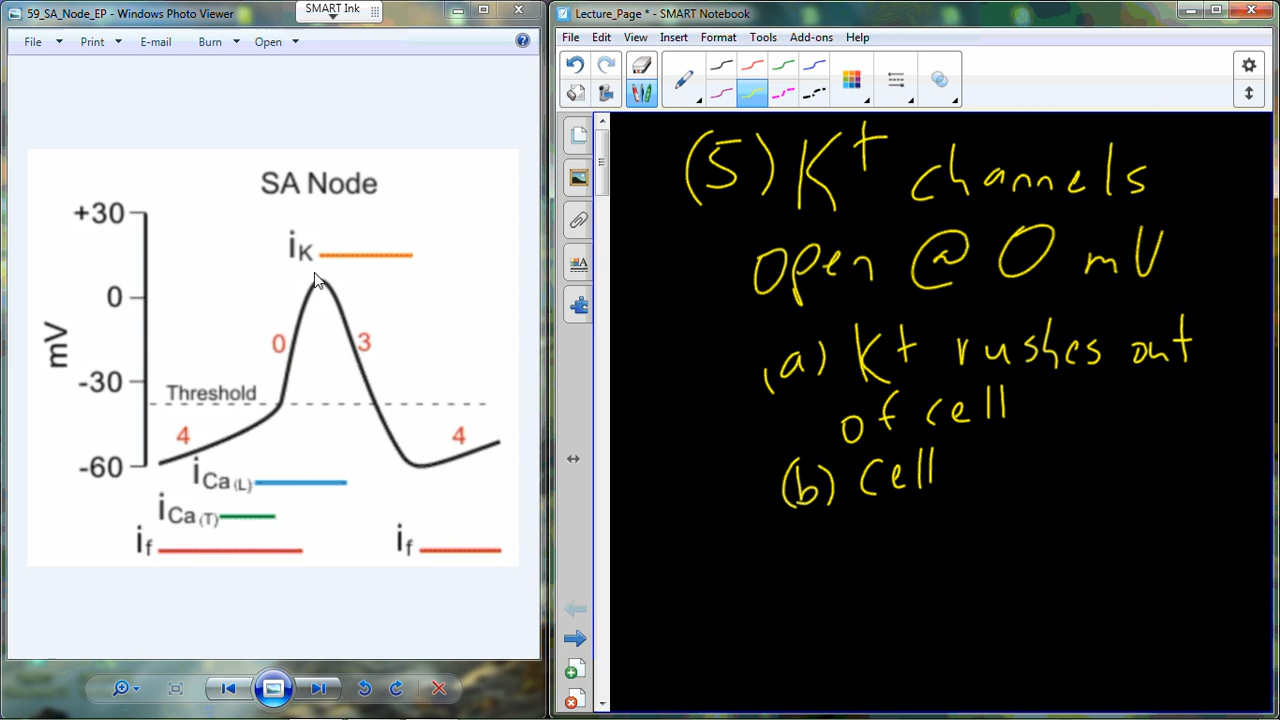 59_SA_Node_EP - Windows Photo Viewer
SMART Ink
File Print E-mail Burn Open
SA Node
+30
iK
0
0 3
mV
-30
Threshold
4 4
-60
iCa(L)
iCa(T)
if if
Lecture_Page * - SMART Notebook
File Edit View Insert Format Tools Add-ons Help
(5) K+ channels
open @ 0 mV
(a) K+ rushes out
of cell
(b) cell